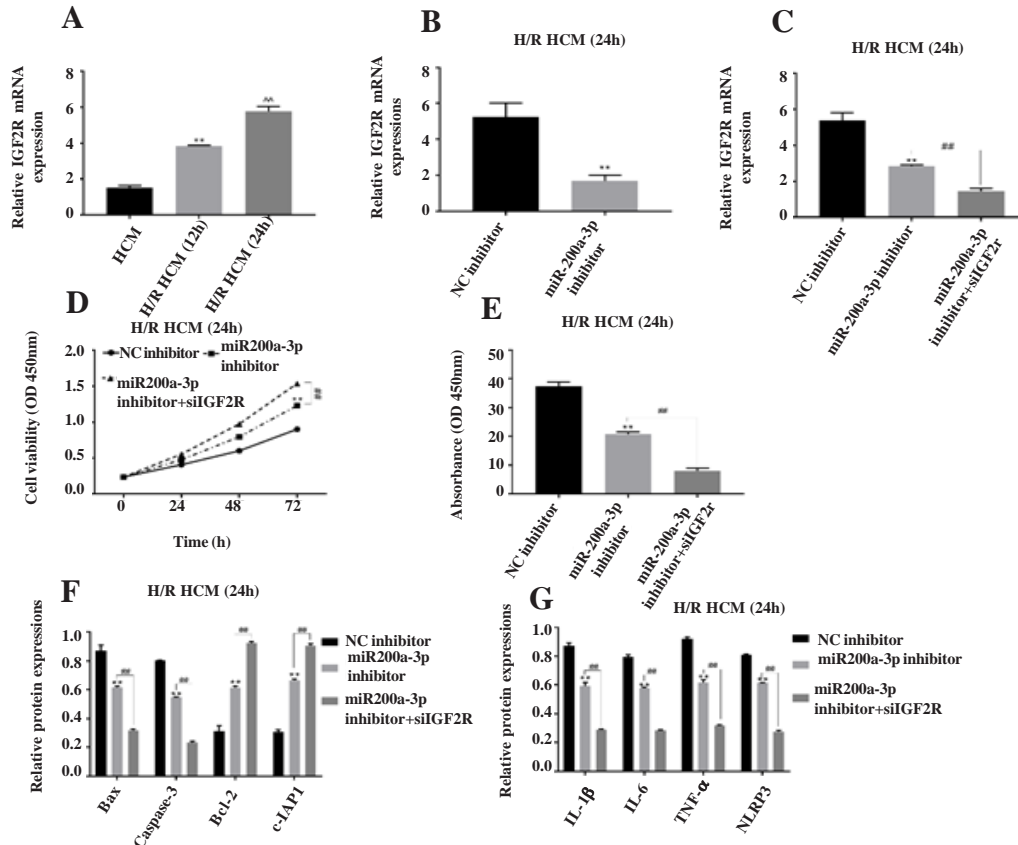 A
Relative IGF2R mRNA
expression
8
6
4
2
0
^^
**
HCM
H/R HCM (12h)
H/R HCM (24h)
B
H/R HCM (24h)
Relative IGF2R mRNA
expressions
8
6
4
2
0
**
NC inhibitor
miR-200a-3p
inhibitor
C
H/R HCM (24h)
Relative IGF2R mRNA
expression
8
6
4
2
0
##
**
NC inhibitor
miR-200a-3p inhibitor
miR-200a-3p
inhibitor+siIGF2r
D
H/R HCM (24h)
NC inhibitor
miR200a-3p
inhibitor
miR200a-3p
inhibitor+siIGF2R
Cell viability (OD 450nm)
2.0
1.5
1.0
0.5
0.0
**
##
0 24 48 72
Time (h)
E
H/R HCM (24h)
Absorbance (OD 450nm)
50
40
30
20
10
0
##
**
NC inhibitor
miR-200a-3p
inhibitor
miR-200a-3p
inhibitor+siIGF2r
F
H/R HCM (24h)
Relative protein expressions
1.0
0.8
0.6
0.4
0.2
0.0
** ##
** ##
** ##
** ##
Bax
Caspase-3
Bcl-2
c-IAP1
NC inhibitor
miR200a-3p
inhibitor
miR200a-3p
inhibitor+siIGF2R
G
H/R HCM (24h)
Relative protein expressions
1.0
0.8
0.6
0.4
0.2
0.0
** ##
** ##
** ##
** ##
IL-1β
IL-6
TNF-α
NLRP3
NC inhibitor
miR200a-3p inhibitor
miR200a-3p
inhibitor+siIGF2R